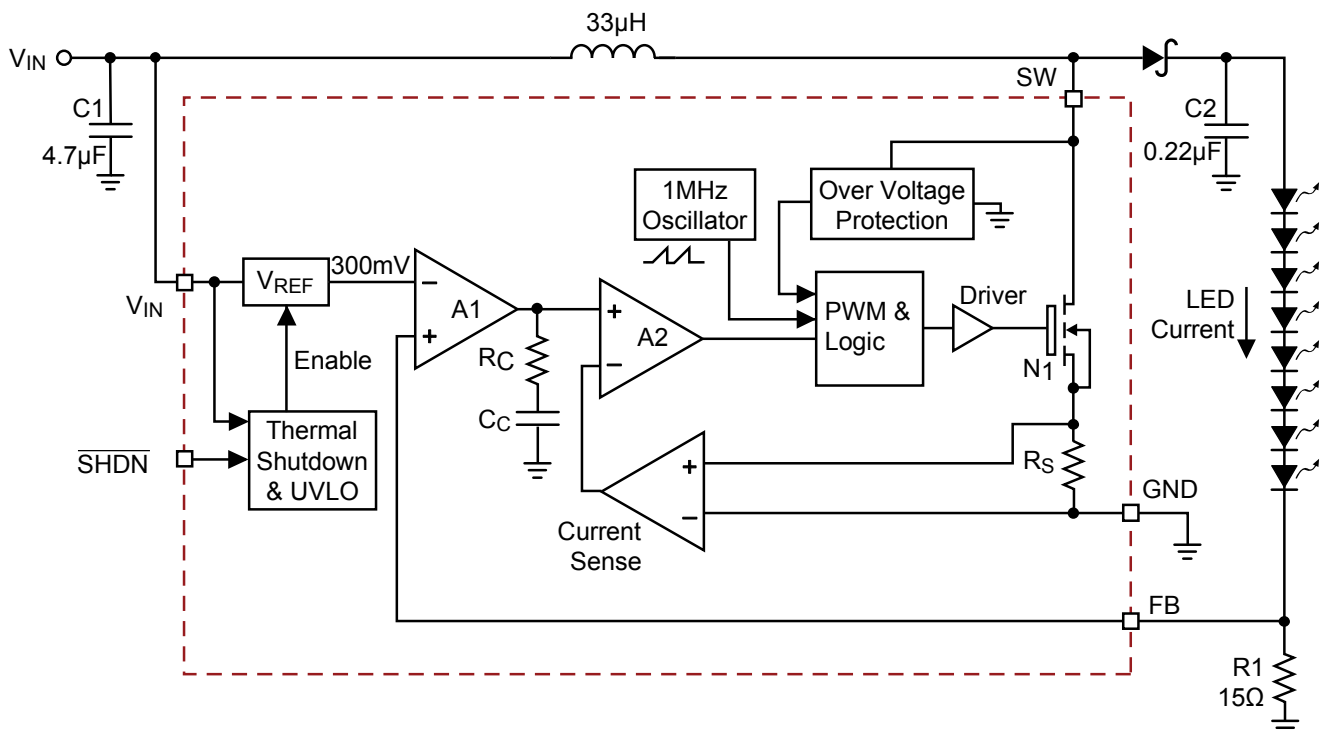 33µH
VIN
SW
C1
4.7µF
C2
0.22µF
1MHz
Oscillator
Over Voltage
Protection
VREF
300mV
VIN
A1
A2
PWM &
Logic
Driver
N1
LED
Current
Enable
RC
CC
Thermal
Shutdown
& UVLO
SHDN
RS
GND
Current
Sense
FB
R1
15Ω
+
−
+
−
+
−